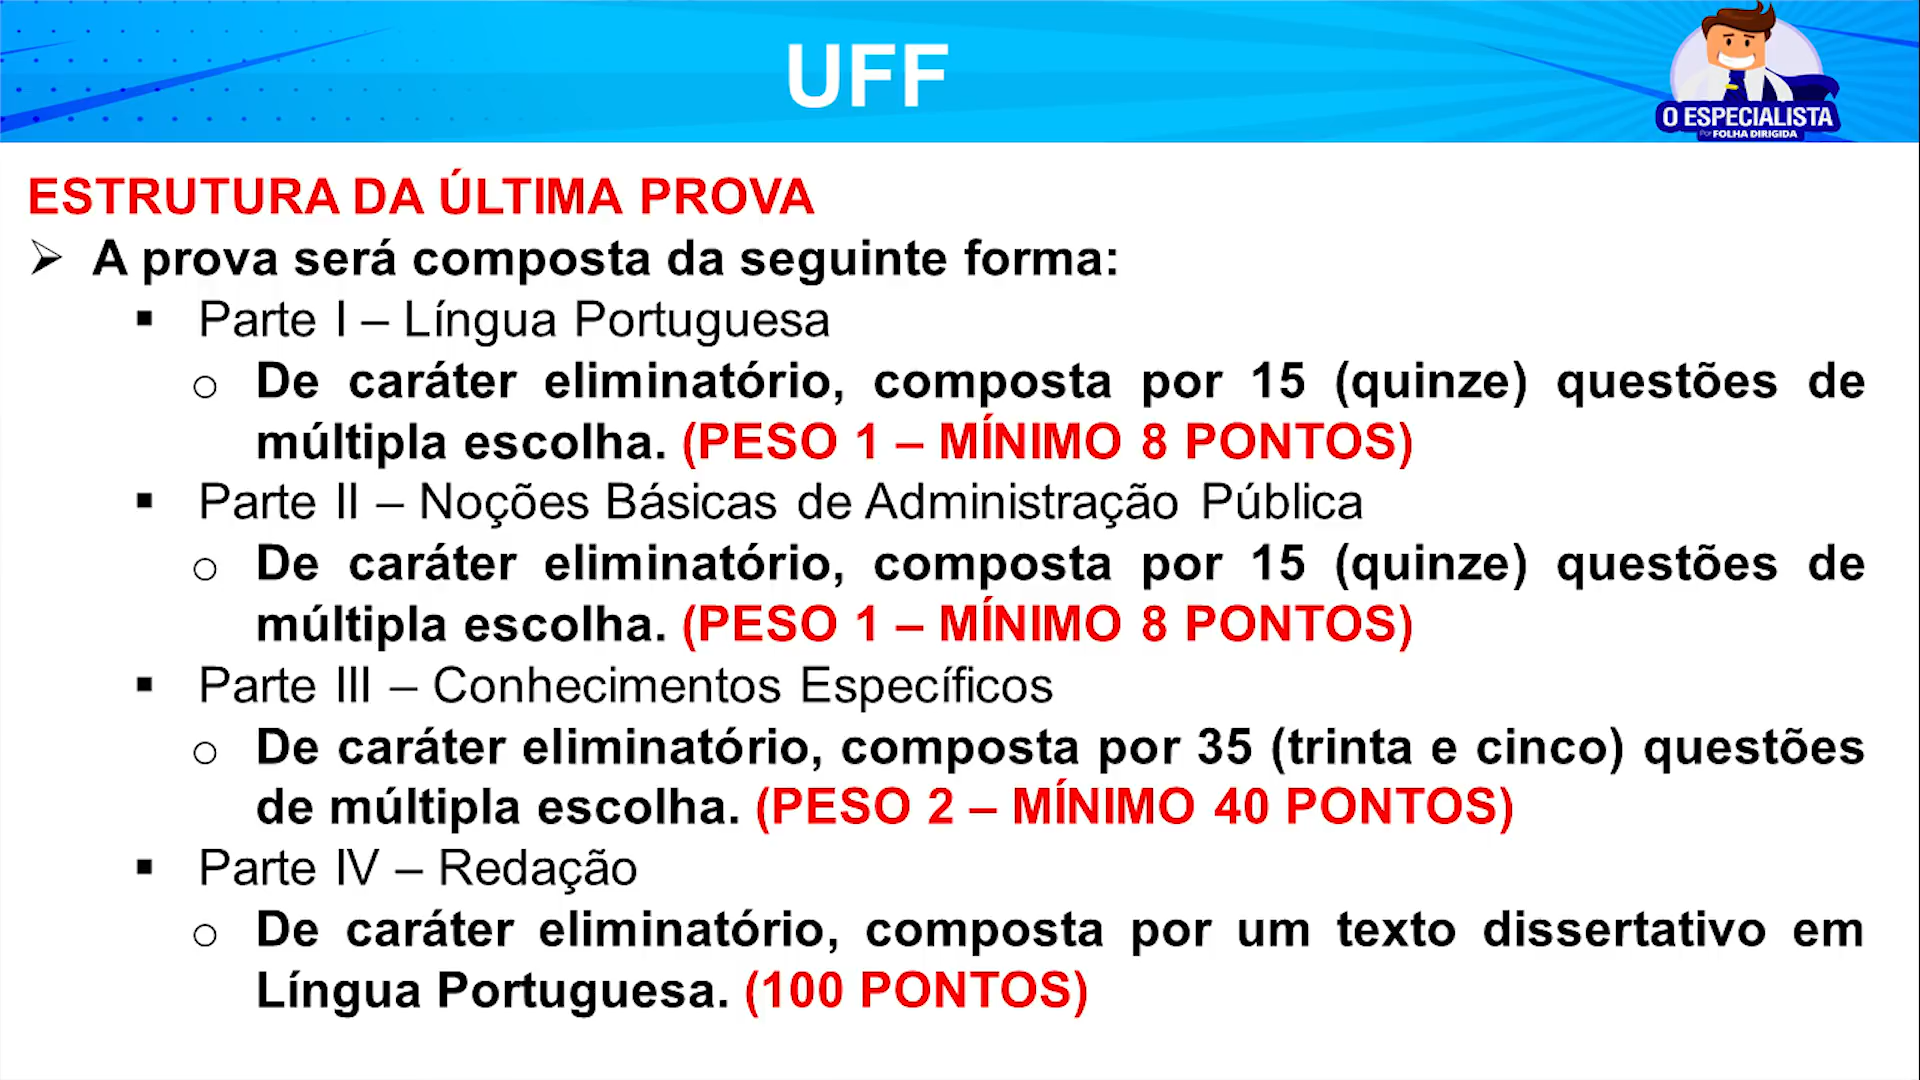 UFF
O ESPECIALISTA
Por FOLHA DIRIGIDA
ESTRUTURA DA ÚLTIMA PROVA
➢ A prova será composta da seguinte forma:
▪ Parte I – Língua Portuguesa
o De caráter eliminatório, composta por 15 (quinze) questões de
múltipla escolha. (PESO 1 – MÍNIMO 8 PONTOS)
▪ Parte II – Noções Básicas de Administração Pública
o De caráter eliminatório, composta por 15 (quinze) questões de
múltipla escolha. (PESO 1 – MÍNIMO 8 PONTOS)
▪ Parte III – Conhecimentos Específicos
o De caráter eliminatório, composta por 35 (trinta e cinco) questões
de múltipla escolha. (PESO 2 – MÍNIMO 40 PONTOS)
▪ Parte IV – Redação
o De caráter eliminatório, composta por um texto dissertativo em
Língua Portuguesa. (100 PONTOS)